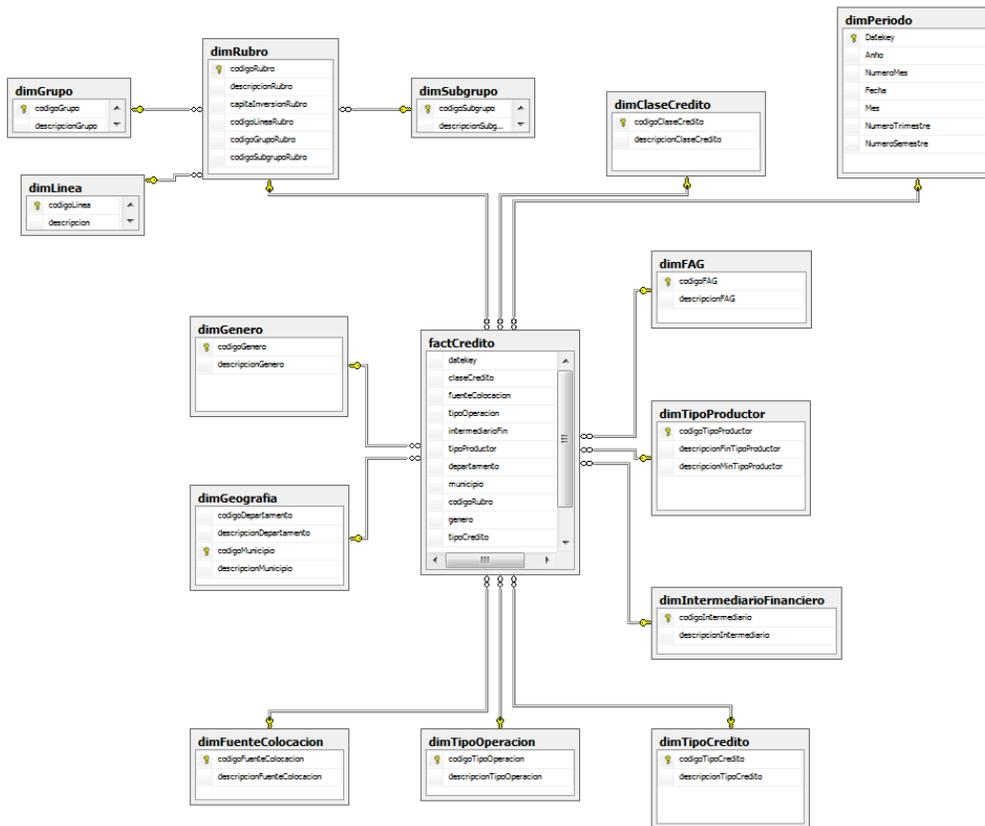 dimPeriodo
Datekey
Anho
NumeroMes
Fecha
Mes
NumeroTrimestre
NumeroSemestre
dimRubro
codigoRubro
descripcionRubro
capitaInversionRubro
codigoLineaRubro
codigoGrupoRubro
codigoSubgrupoRubro
dimGrupo
codigoGrupo
descripcionGrupo
dimSubgrupo
codigoSubgrupo
descripcionSubg...
dimClaseCredito
codigoClaseCredito
descripcionClaseCredito
dimLinea
codigoLinea
descripcion
dimFAG
codigoFAG
descripcionFAG
dimGenero
codigoGenero
descripcionGenero
factCredito
datekey
claseCredito
fuenteColocacion
tipoOperacion
intermediarioFin
tipoProductor
departamento
municipio
codigoRubro
genero
tipoCredito
dimTipoProductor
codigoTipoProductor
descripcionFinTipoProductor
descripcionMinTipoProductor
dimGeografia
codigoDepartamento
descripcionDepartamento
codigoMunicipio
descripcionMunicipio
dimIntermediarioFinanciero
codigoIntermediario
descripcionIntermediario
dimFuenteColocacion
codigoFuenteColocacion
descripcionFuenteColocacion
dimTipoOperacion
codigoTipoOperacion
descripcionTipoOperacion
dimTipoCredito
codigoTipoCredito
descripcionTipoCredito